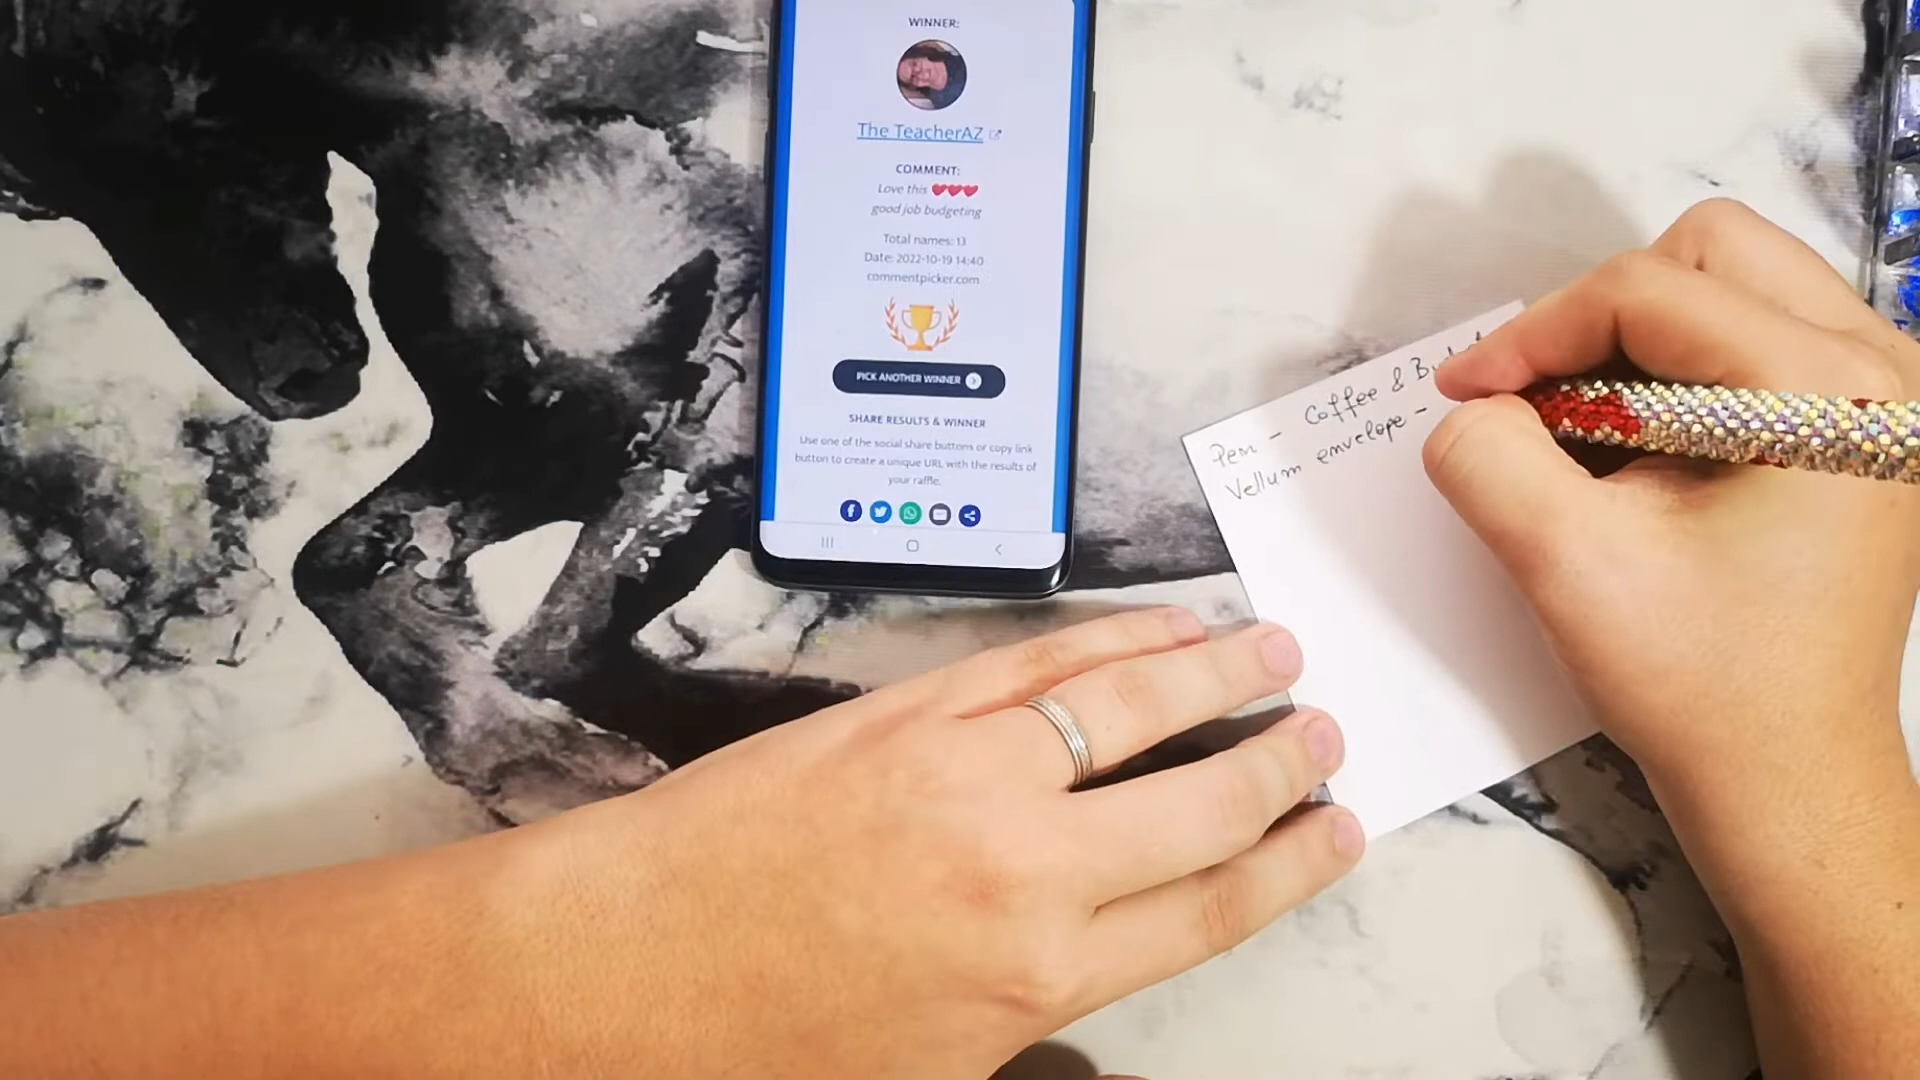 WINNER:
The TeacherAZ
COMMENT:
Love this ❤️❤️❤️
good job budgeting
Total names: 13
Date: 2022-10-19 14:40
commentpicker.com
PICK ANOTHER WINNER
SHARE RESULTS & WINNER
Use one of the social share buttons or copy link
button to create a unique URL with the results of
your raffle.
Pen - Coffee &
Vellum envelope -